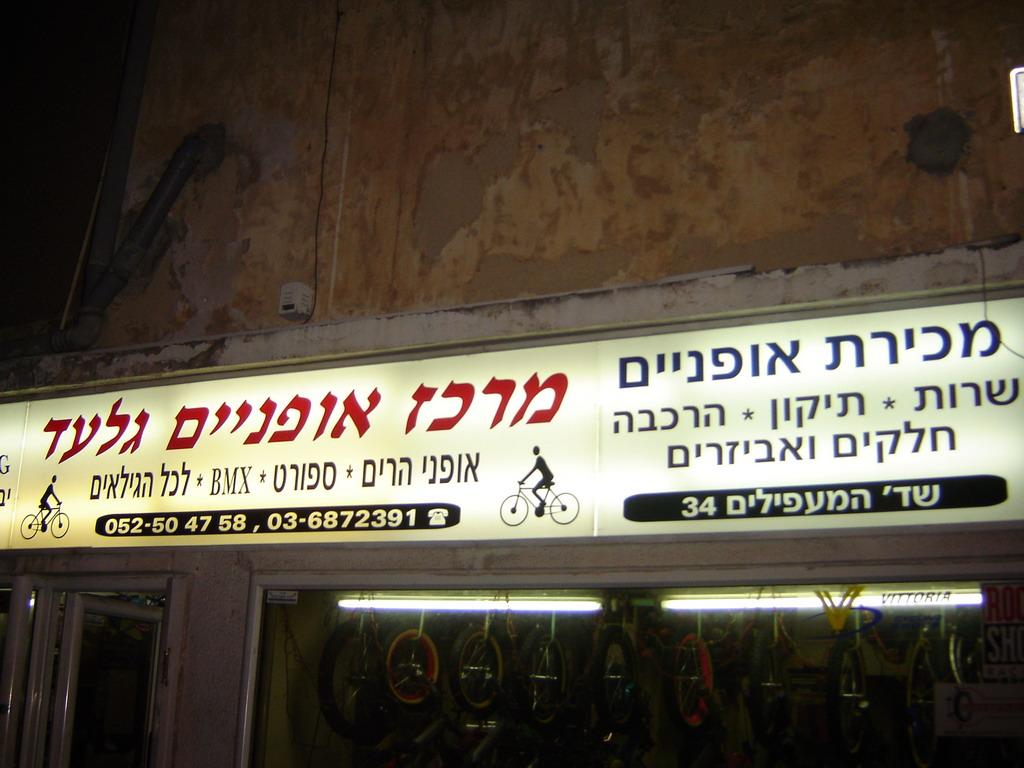 מכירת אופניים
שרות * תיקון * הרכבה
חלקים ואביזרים
שד' המעפילים 34
מרכז אופניים גלעד
אופני הרים * ספורט * BMX * לכל הגילאים
052-50 47 58 , 03-6872391
VITTORIA